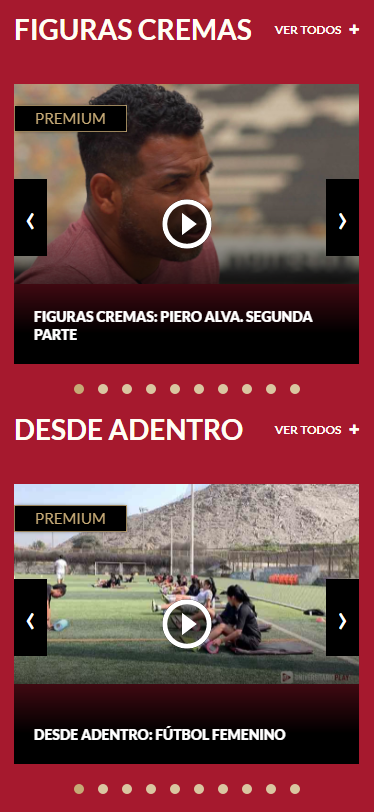 FIGURAS CREMAS
VER TODOS +
PREMIUM
FIGURAS CREMAS: PIERO ALVA. SEGUNDA
PARTE
DESDE ADENTRO
VER TODOS +
PREMIUM
UNIVERSITARIO PLAY
DESDE ADENTRO: FÚTBOL FEMENINO